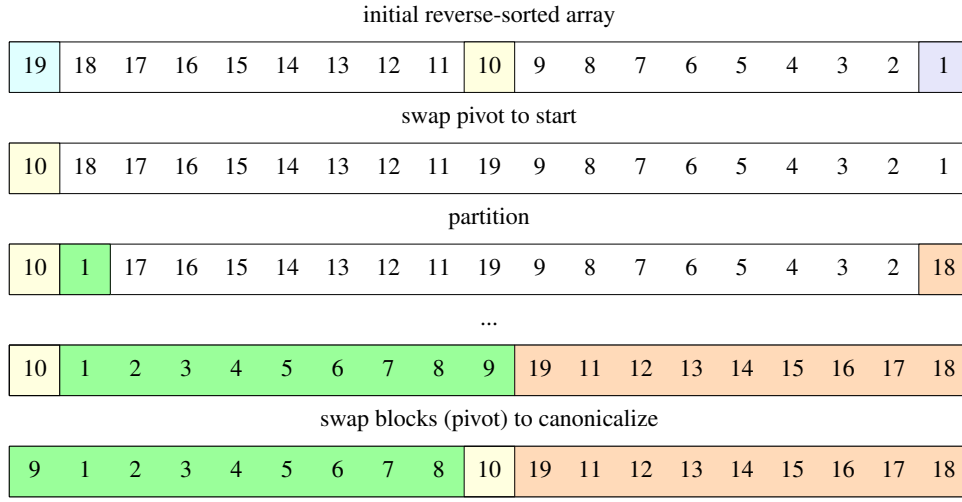 initial reverse-sorted array
19 18 17 16 15 14 13 12 11 10 9 8 7 6 5 4 3 2 1
swap pivot to start
10 18 17 16 15 14 13 12 11 19 9 8 7 6 5 4 3 2 1
partition
10 1 17 16 15 14 13 12 11 19 9 8 7 6 5 4 3 2 18
...
10 1 2 3 4 5 6 7 8 9 19 11 12 13 14 15 16 17 18
swap blocks (pivot) to canonicalize
9 1 2 3 4 5 6 7 8 10 19 11 12 13 14 15 16 17 18